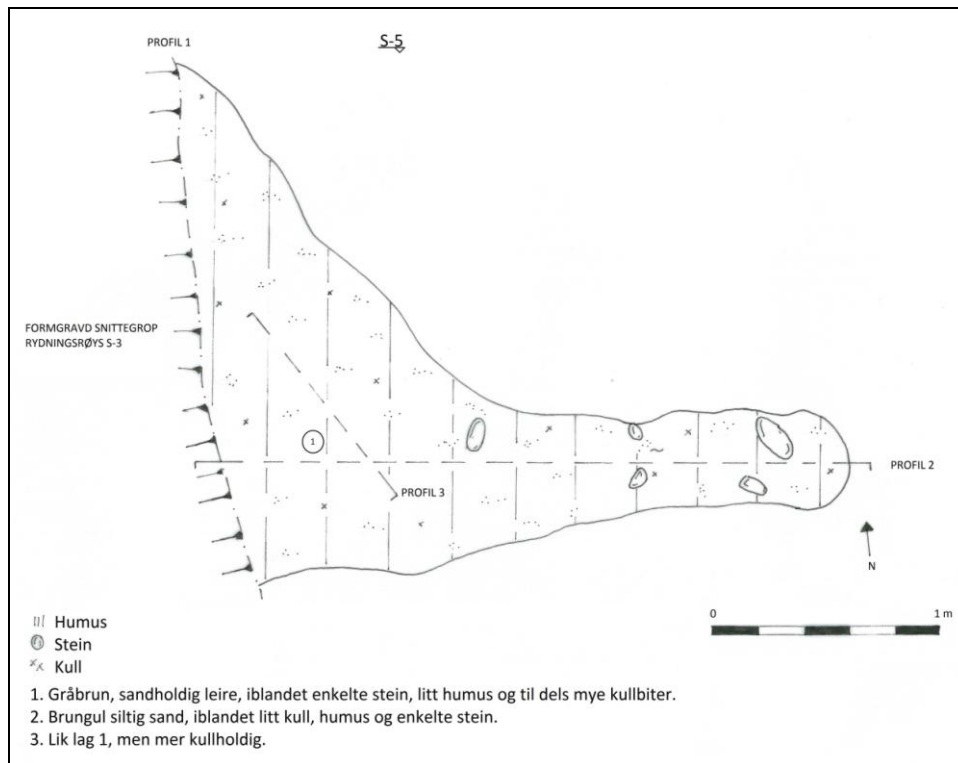 PROFIL 1
S-5
FORMGRAVD SNITTEGROP
RYDNINGSRØYS S-3
1
PROFIL 3
PROFIL 2
N
0 1 m
Humus
Stein
Kull
1. Gråbrun, sandholdig leire, iblandet enkelte stein, litt humus og til dels mye kullbiter.
2. Brungul siltig sand, iblandet litt kull, humus og enkelte stein.
3. Lik lag 1, men mer kullholdig.